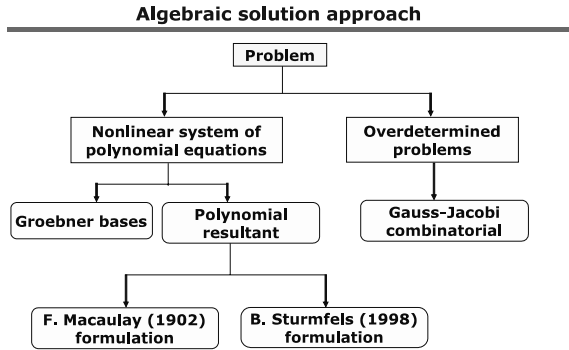 Algebraic solution approach
Problem
Nonlinear system of
polynomial equations
Overdetermined
problems
Groebner bases
Polynomial
resultant
Gauss-Jacobi
combinatorial
F. Macaulay (1902)
formulation
B. Sturmfels (1998)
formulation